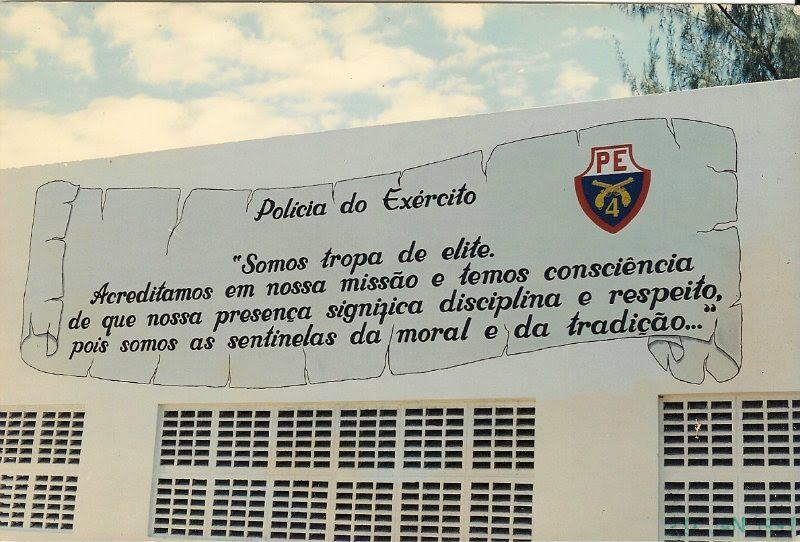 PE
4
Polícia do Exército
"Somos tropa de elite.
Acreditamos em nossa missão e temos consciência
de que nossa presença significa disciplina e respeito,
pois somos as sentinelas da moral e da tradição..."